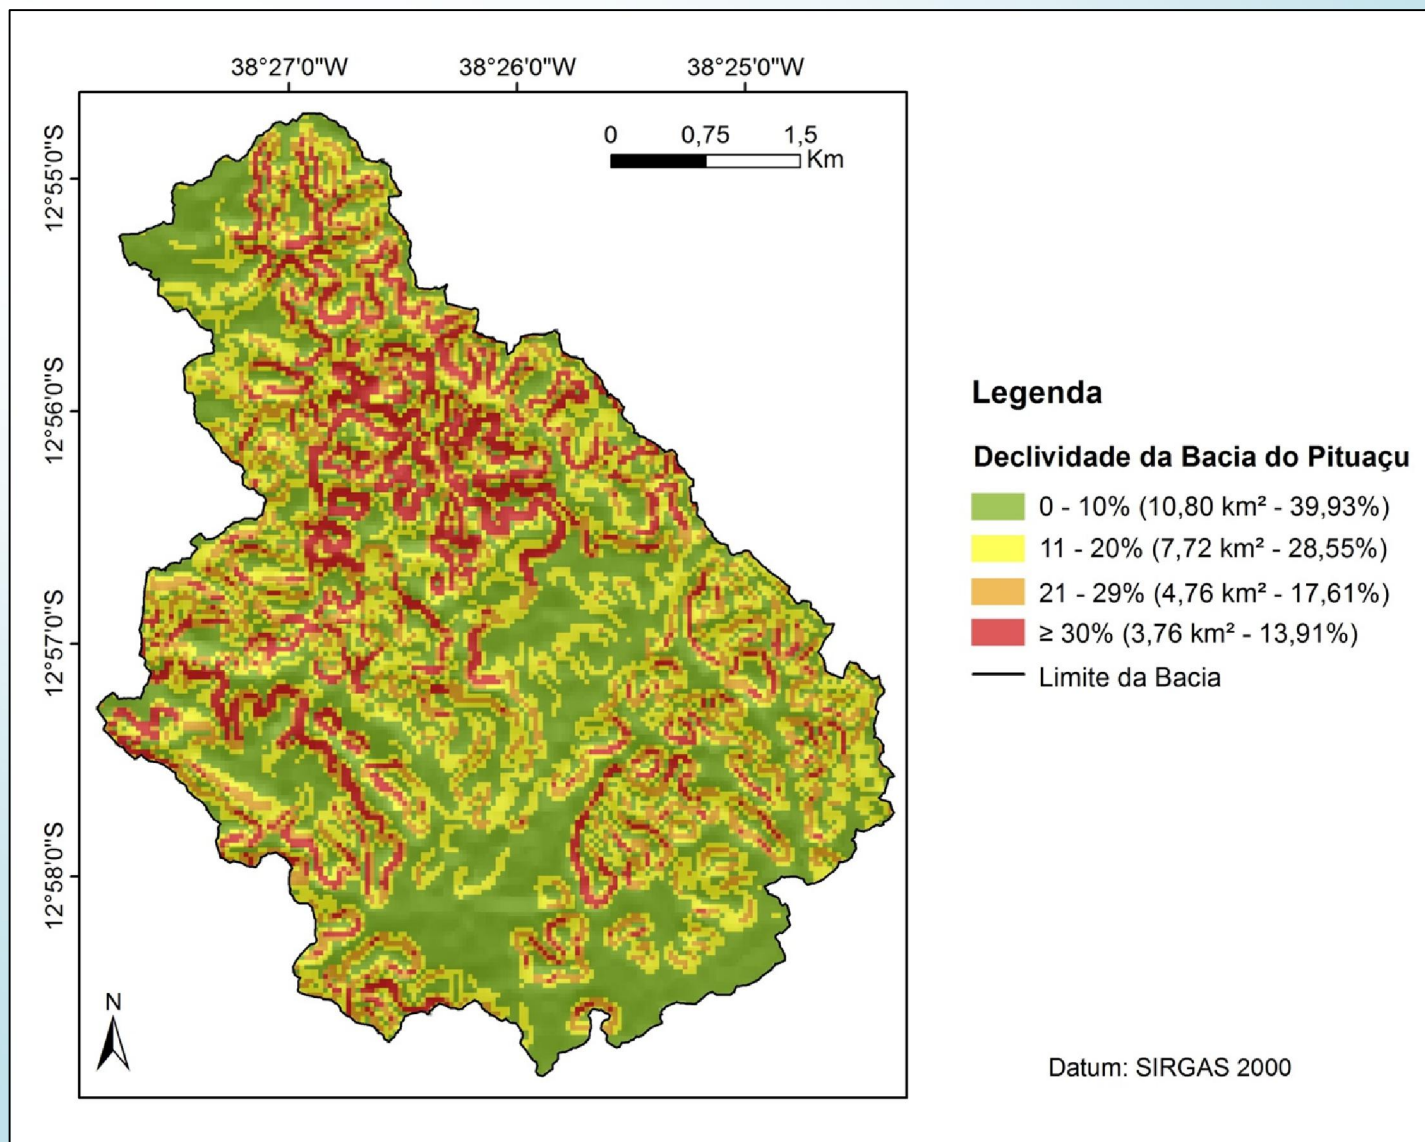 38°27'0"W 38°26'0"W 38°25'0"W
0 0,75 1,5
Km
12°55'0"S
12°56'0"S
12°57'0"S
12°58'0"S
N
Legenda
Declividade da Bacia do Pituaçu
0 - 10% (10,80 km² - 39,93%)
11 - 20% (7,72 km² - 28,55%)
21 - 29% (4,76 km² - 17,61%)
≥ 30% (3,76 km² - 13,91%)
Limite da Bacia
Datum: SIRGAS 2000